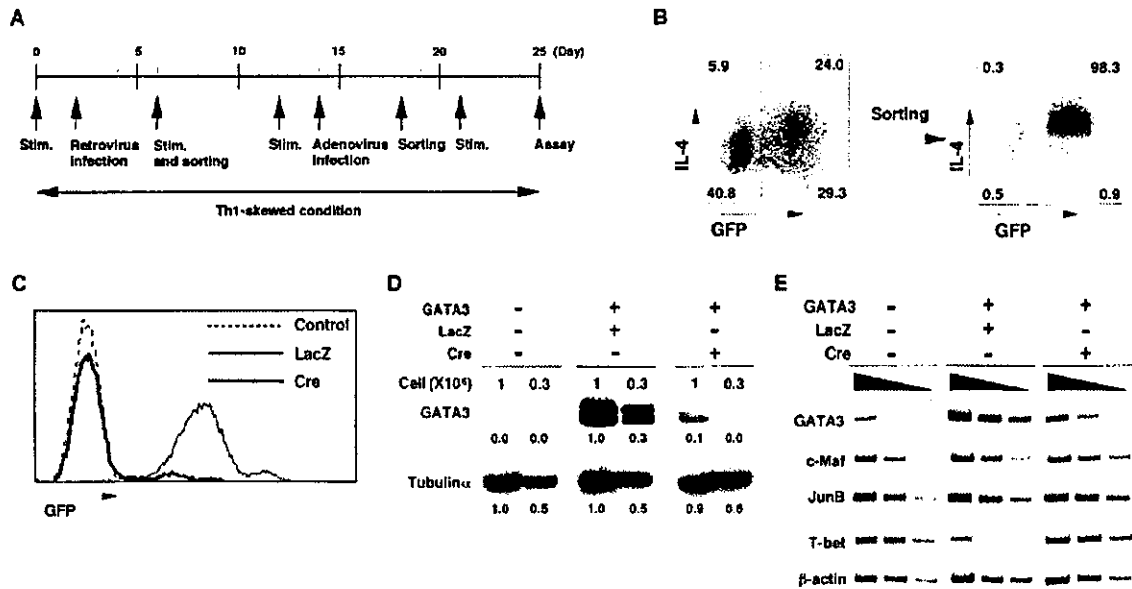 A
0 5 10 15 20 25 (Day)
Stim. Retrovirus infection Stim. and sorting Stim. Adenovirus infection Sorting Stim. Assay
Th1-skewed condition
B
5.9 24.0
40.8 29.3
IL-4
GFP
Sorting
0.3 98.3
0.5 0.9
IL-4
GFP
C
Control
LacZ
Cre
GFP
D
GATA3 - + +
LacZ - + -
Cre - - +
Cell (X10⁶) 1 0.3 1 0.3 1 0.3
GATA3
0.0 0.0 1.0 0.3 0.1 0.0
Tubulinα
1.0 0.5 1.0 0.5 0.9 0.6
E
GATA3 - + +
LacZ - + -
Cre - - +
GATA3
c-Maf
JunB
T-bet
β-actin